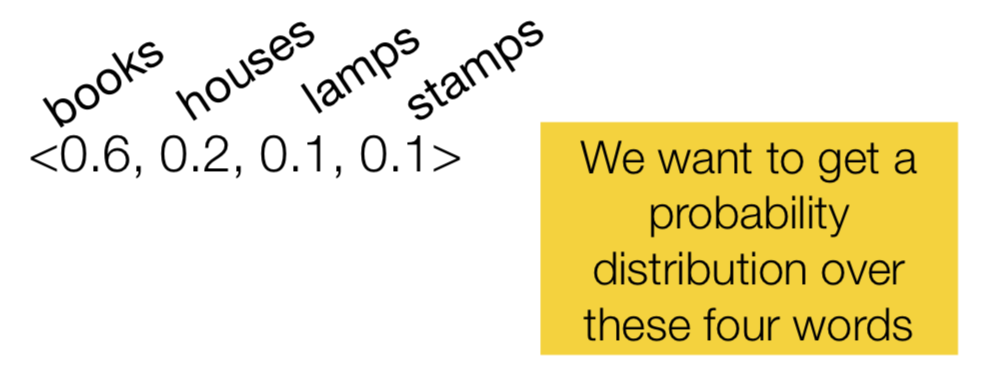 books houses lamps stamps
<0.6, 0.2, 0.1, 0.1>
We want to get a
probability
distribution over
these four words